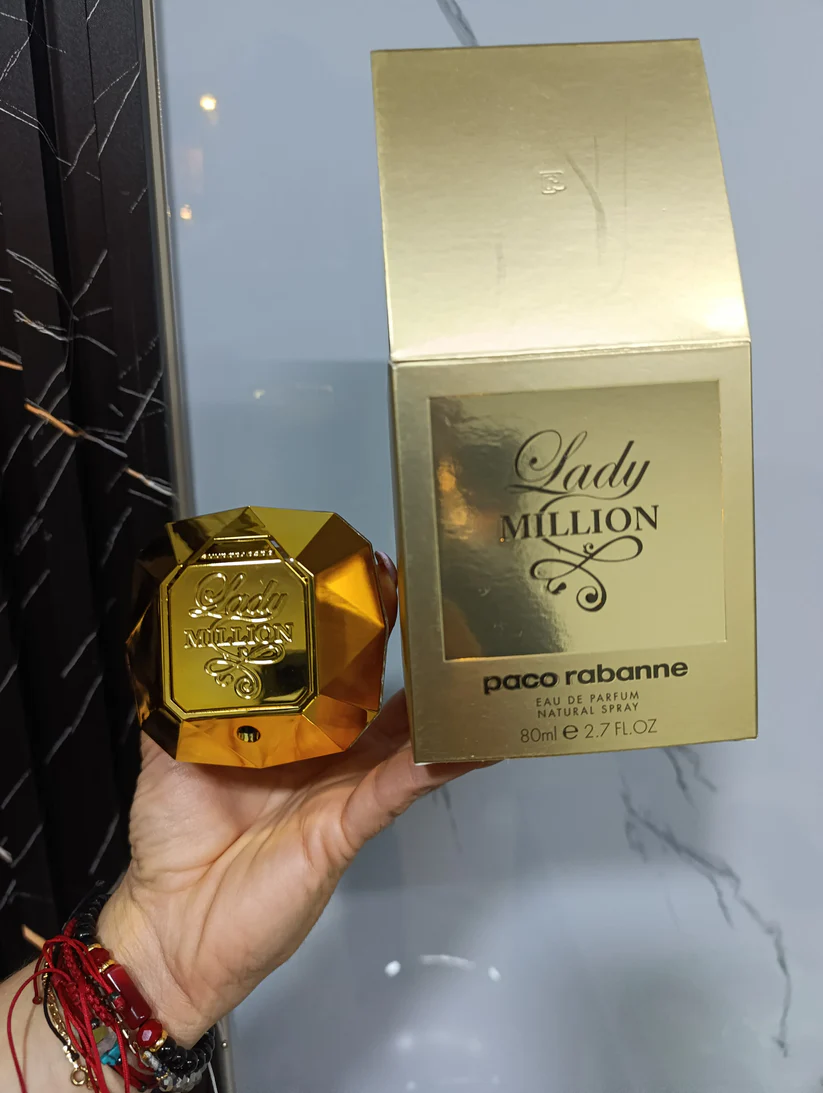 Lady
MILLION
Lady
MILLION
paco rabanne
EAU DE PARFUM
NATURAL SPRAY
80ml e 2.7 FL.OZ